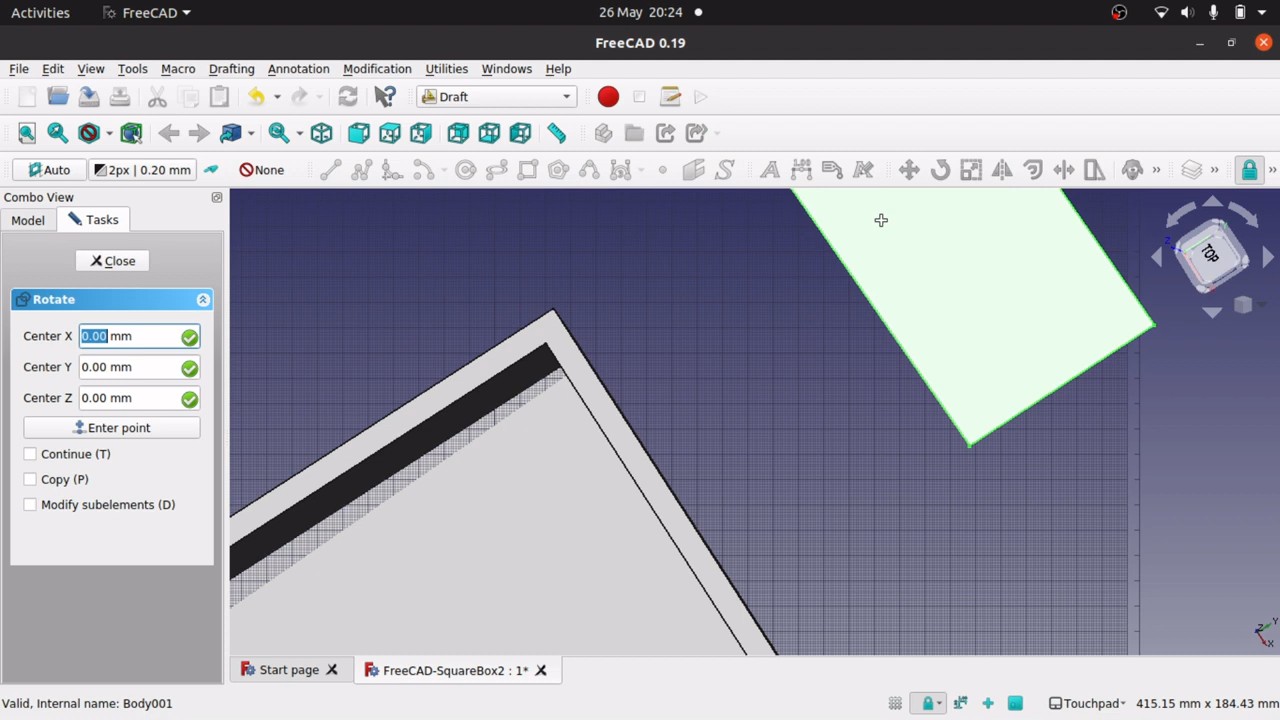 Activities FreeCAD 26 May 20:24
FreeCAD 0.19
File Edit View Tools Macro Drafting Annotation Modification Utilities Windows Help
Draft
Auto 2px | 0.20 mm None
Combo View
Model Tasks
Close
Rotate
Center X 0.00 mm
Center Y 0.00 mm
Center Z 0.00 mm
Enter point
Continue (T)
Copy (P)
Modify subelements (D)
TOP
Z
Z Y
X
Start page FreeCAD-SquareBox2 : 1*
Valid, Internal name: Body001 Touchpad 415.15 mm x 184.43 mm